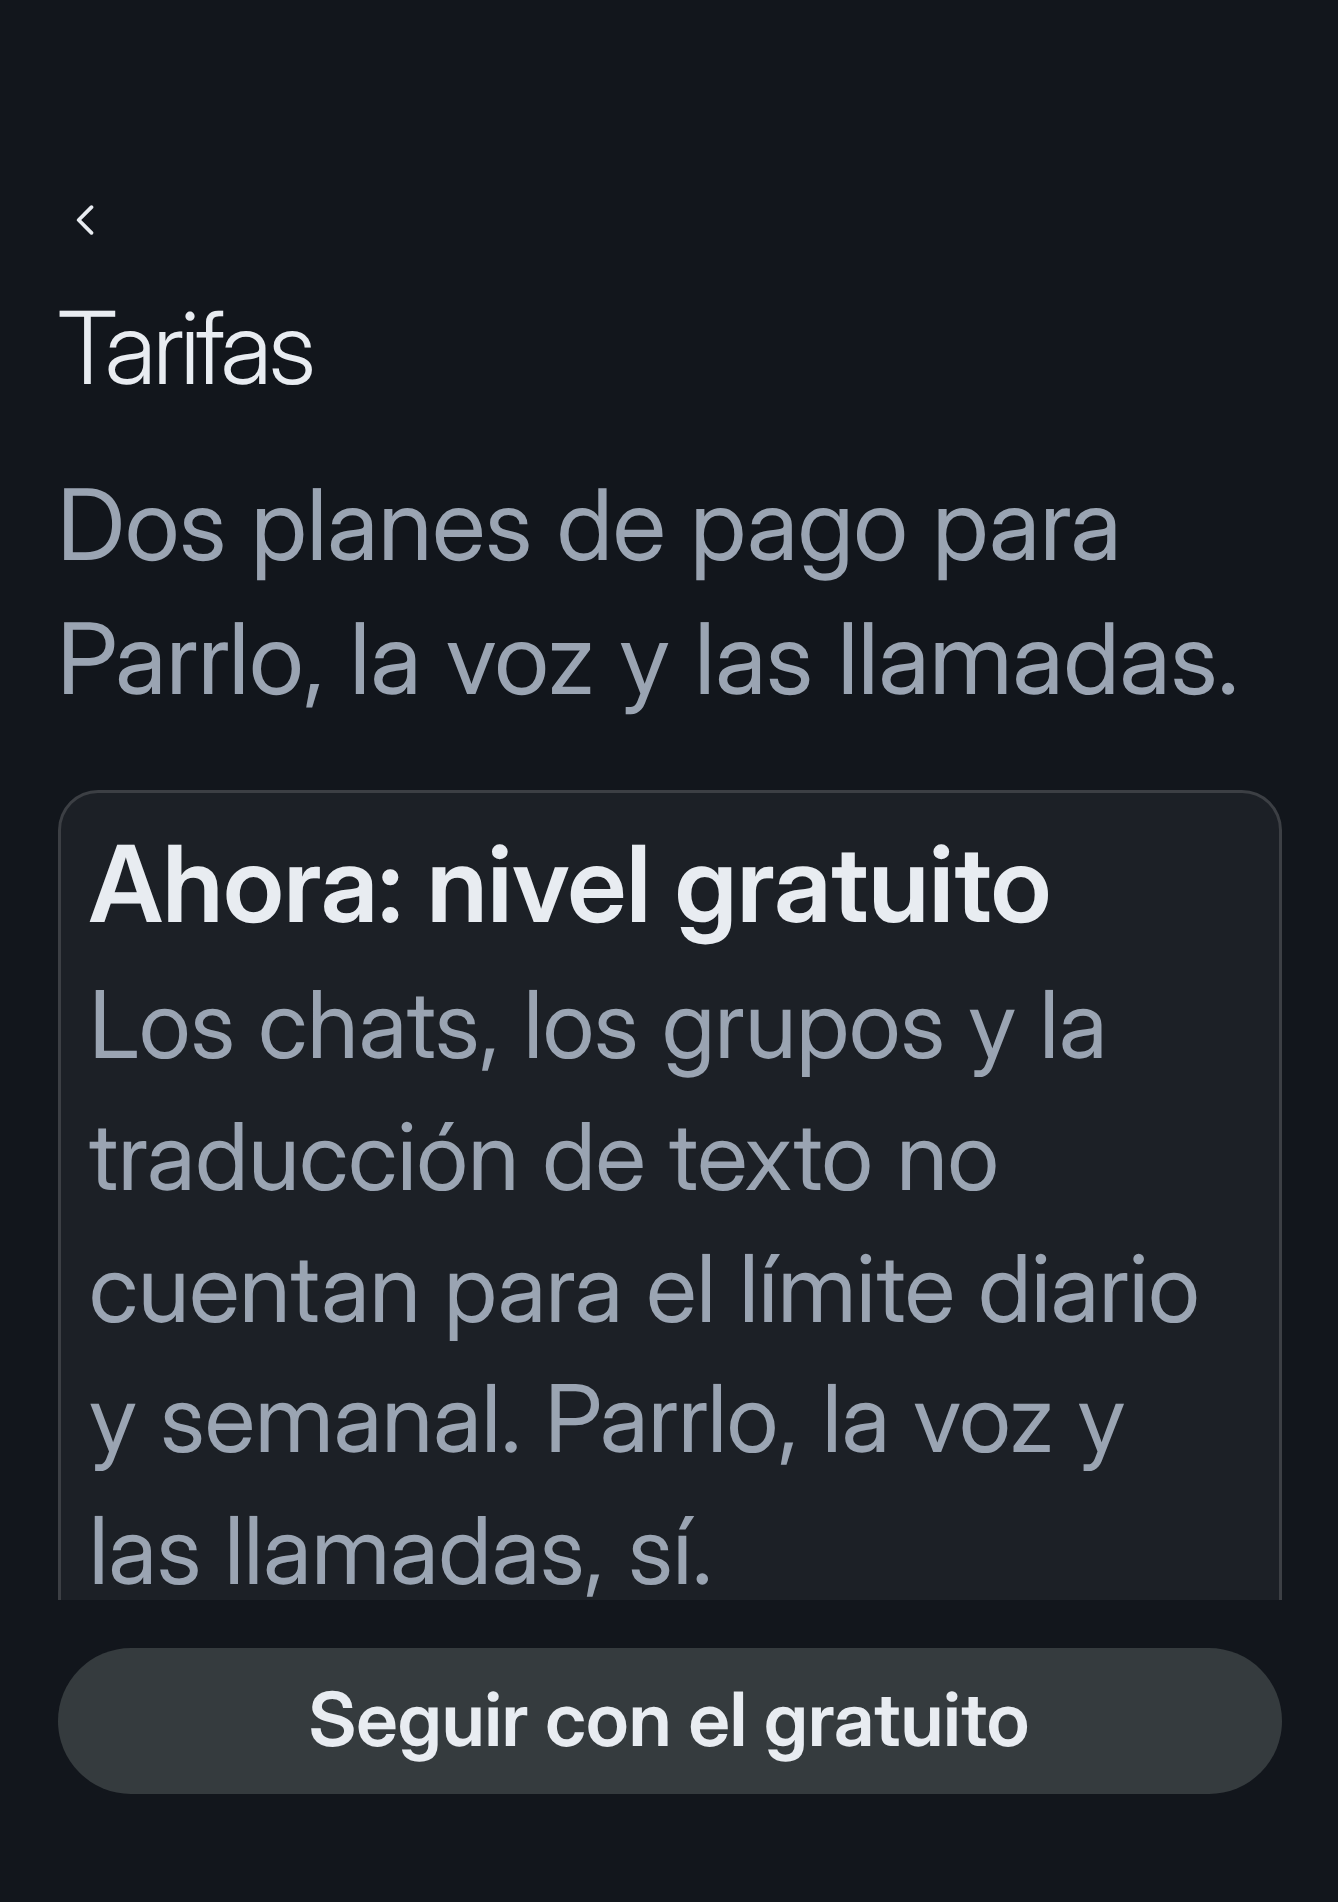 Tarifas
Dos planes de pago para
Parrlo, la voz y las llamadas.
Ahora: nivel gratuito
Los chats, los grupos y la
traducción de texto no
cuentan para el límite diario
y semanal. Parrlo, la voz y
las llamadas, sí.
Seguir con el gratuito